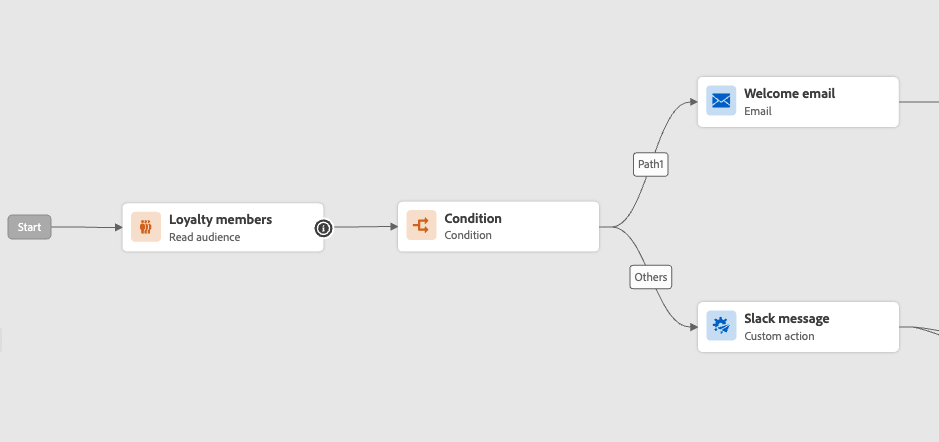 Start
Loyalty members
Read audience
Condition
Condition
Path1
Others
Welcome email
Email
Slack message
Custom action